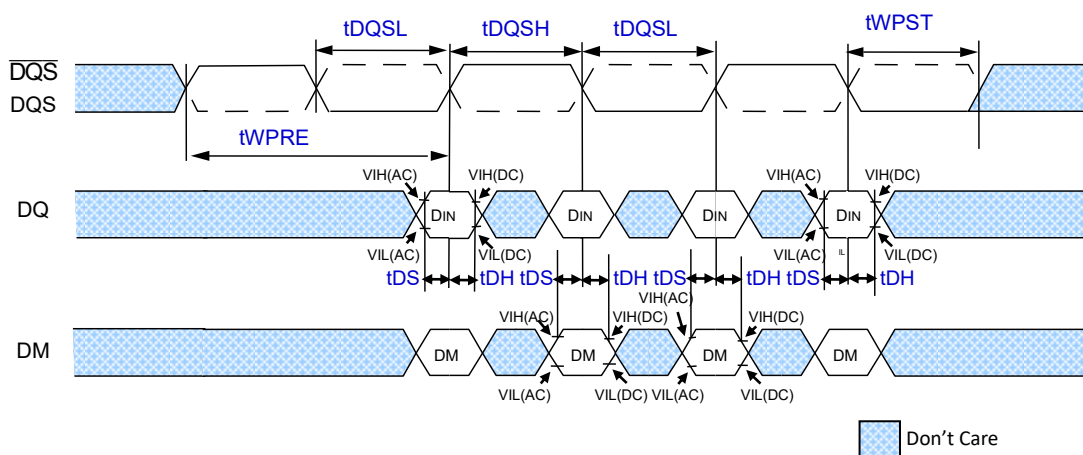 tDQSL tDQSH tDQSL tWPST
DQS
DQS
tWPRE
VIH(AC) VIH(DC) VIH(AC) VIH(DC)
DQ DIN DIN DIN DIN
VIL(AC) VIL(DC) VIL(AC) IL VIL(DC)
tDS tDH tDS tDH tDS tDH tDS tDH
VIH(AC) VIH(DC) VIH(AC) VIH(DC)
DM DM DM DM DM
VIL(AC) VIL(DC) VIL(AC) VIL(DC)
Don't Care